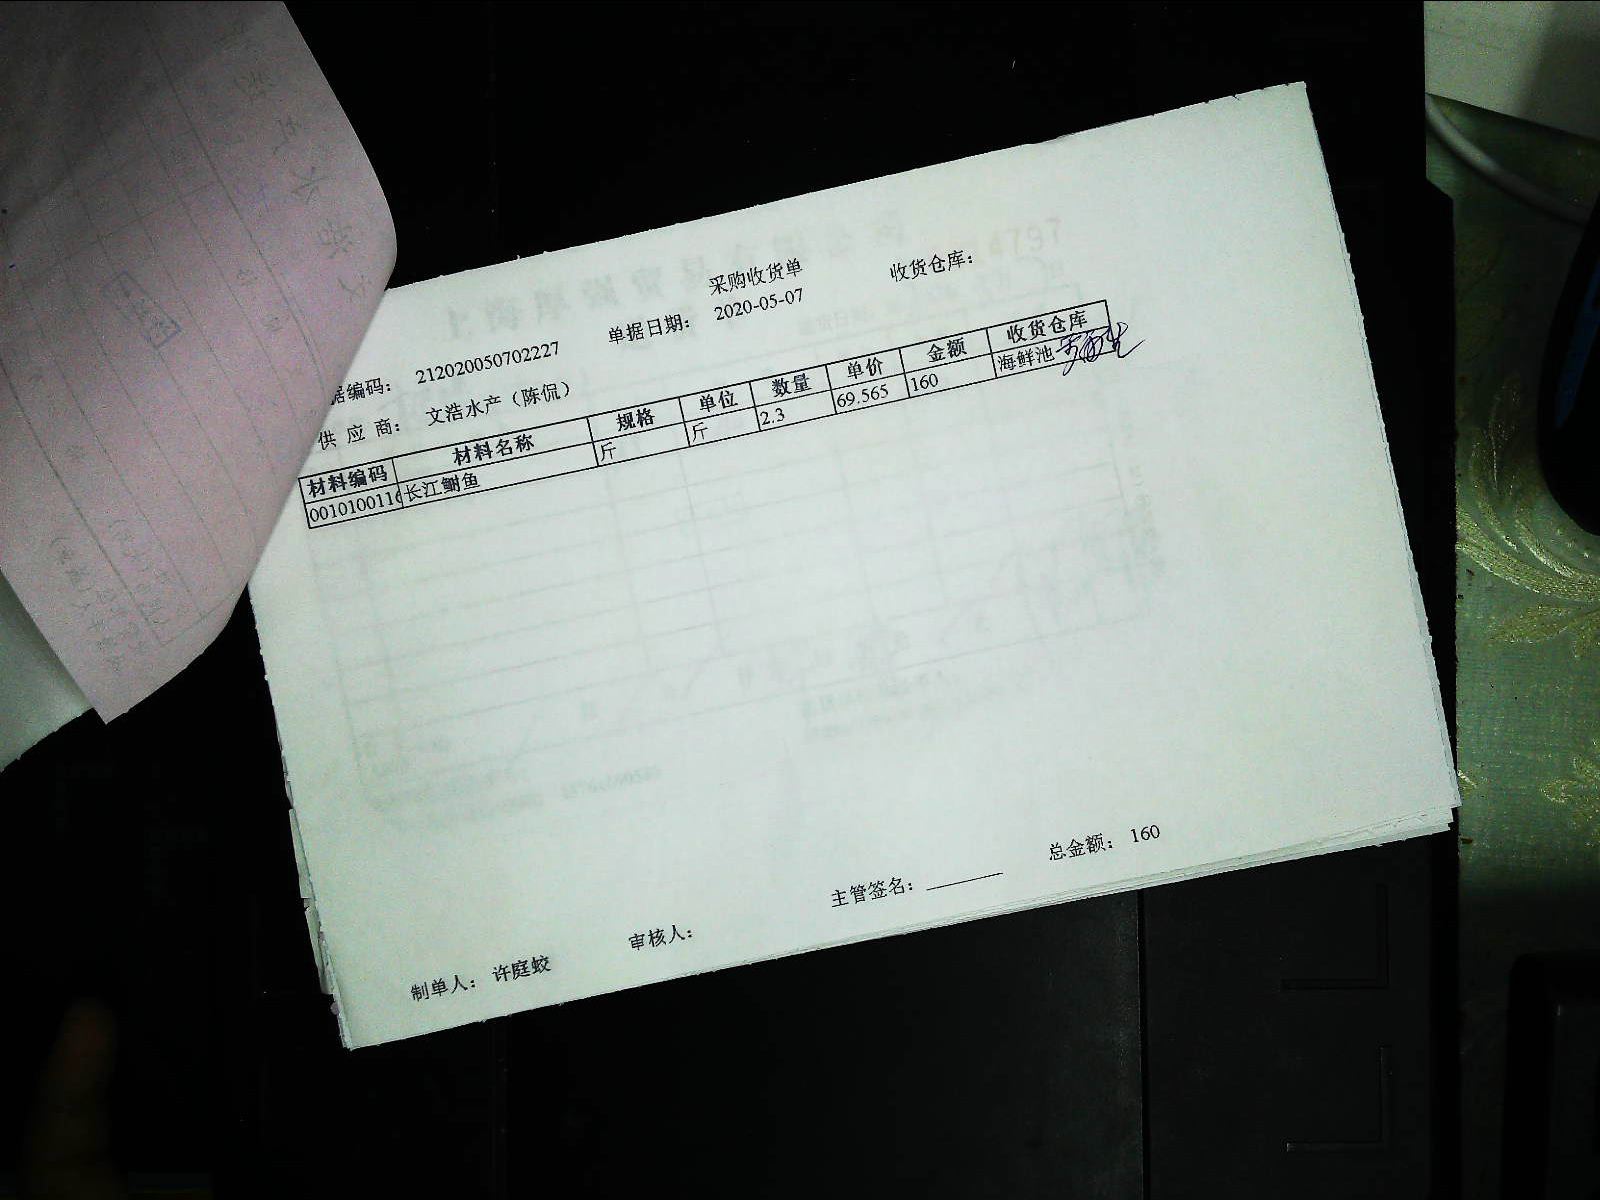 采购收货单 收货仓库：
据编码： 212020050702227 单据日期： 2020-05-07
供应商： 文浩水产（陈侃）
材料编码 材料名称 规格 单位 数量 单价 金额 收货仓库
0010100116 长江鮰鱼 斤 斤 2.3 69.565 160 海鲜池
总金额： 160
制单人： 许庭蛟 审核人： 主管签名：